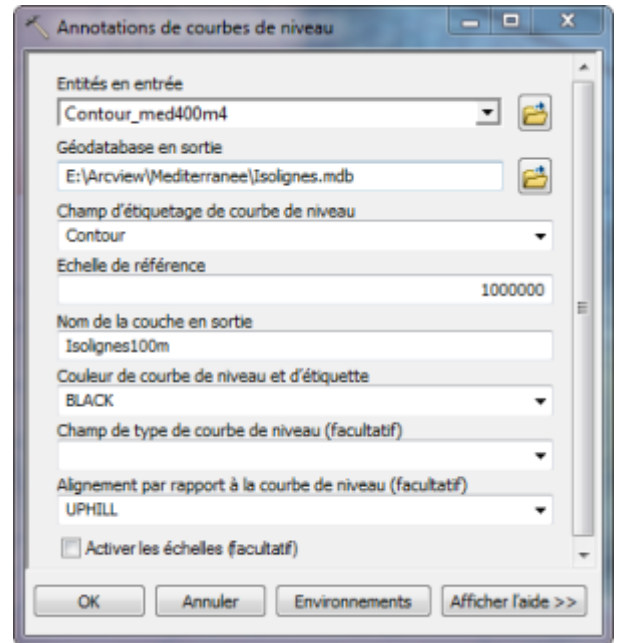 Annotations de courbes de niveau
Entités en entrée
Contour_med400m4
Géodatabase en sortie
E:\Arcview\Mediterranee\Isolignes.mdb
Champ d'étiquetage de courbe de niveau
Contour
Echelle de référence
1000000
Nom de la couche en sortie
Isolignes100m
Couleur de courbe de niveau et d'étiquette
BLACK
Champ de type de courbe de niveau (facultatif)
Alignement par rapport à la courbe de niveau (facultatif)
UPHILL
Activer les échelles (facultatif)
OK Annuler Environnements Afficher l'aide >>